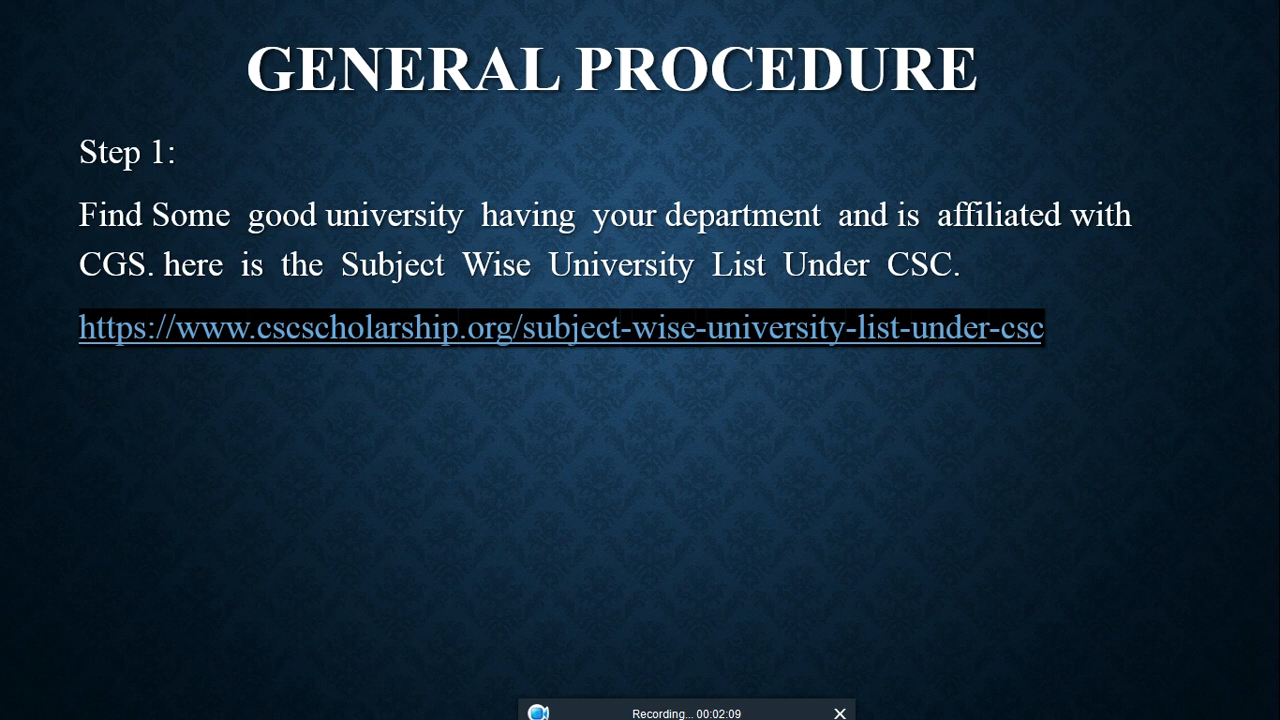 GENERAL PROCEDURE
Step 1:
Find Some good university having your department and is affiliated with
CGS. here is the Subject Wise University List Under CSC.
https://www.cscscholarship.org/subject-wise-university-list-under-csc
Recording... 00:02:09